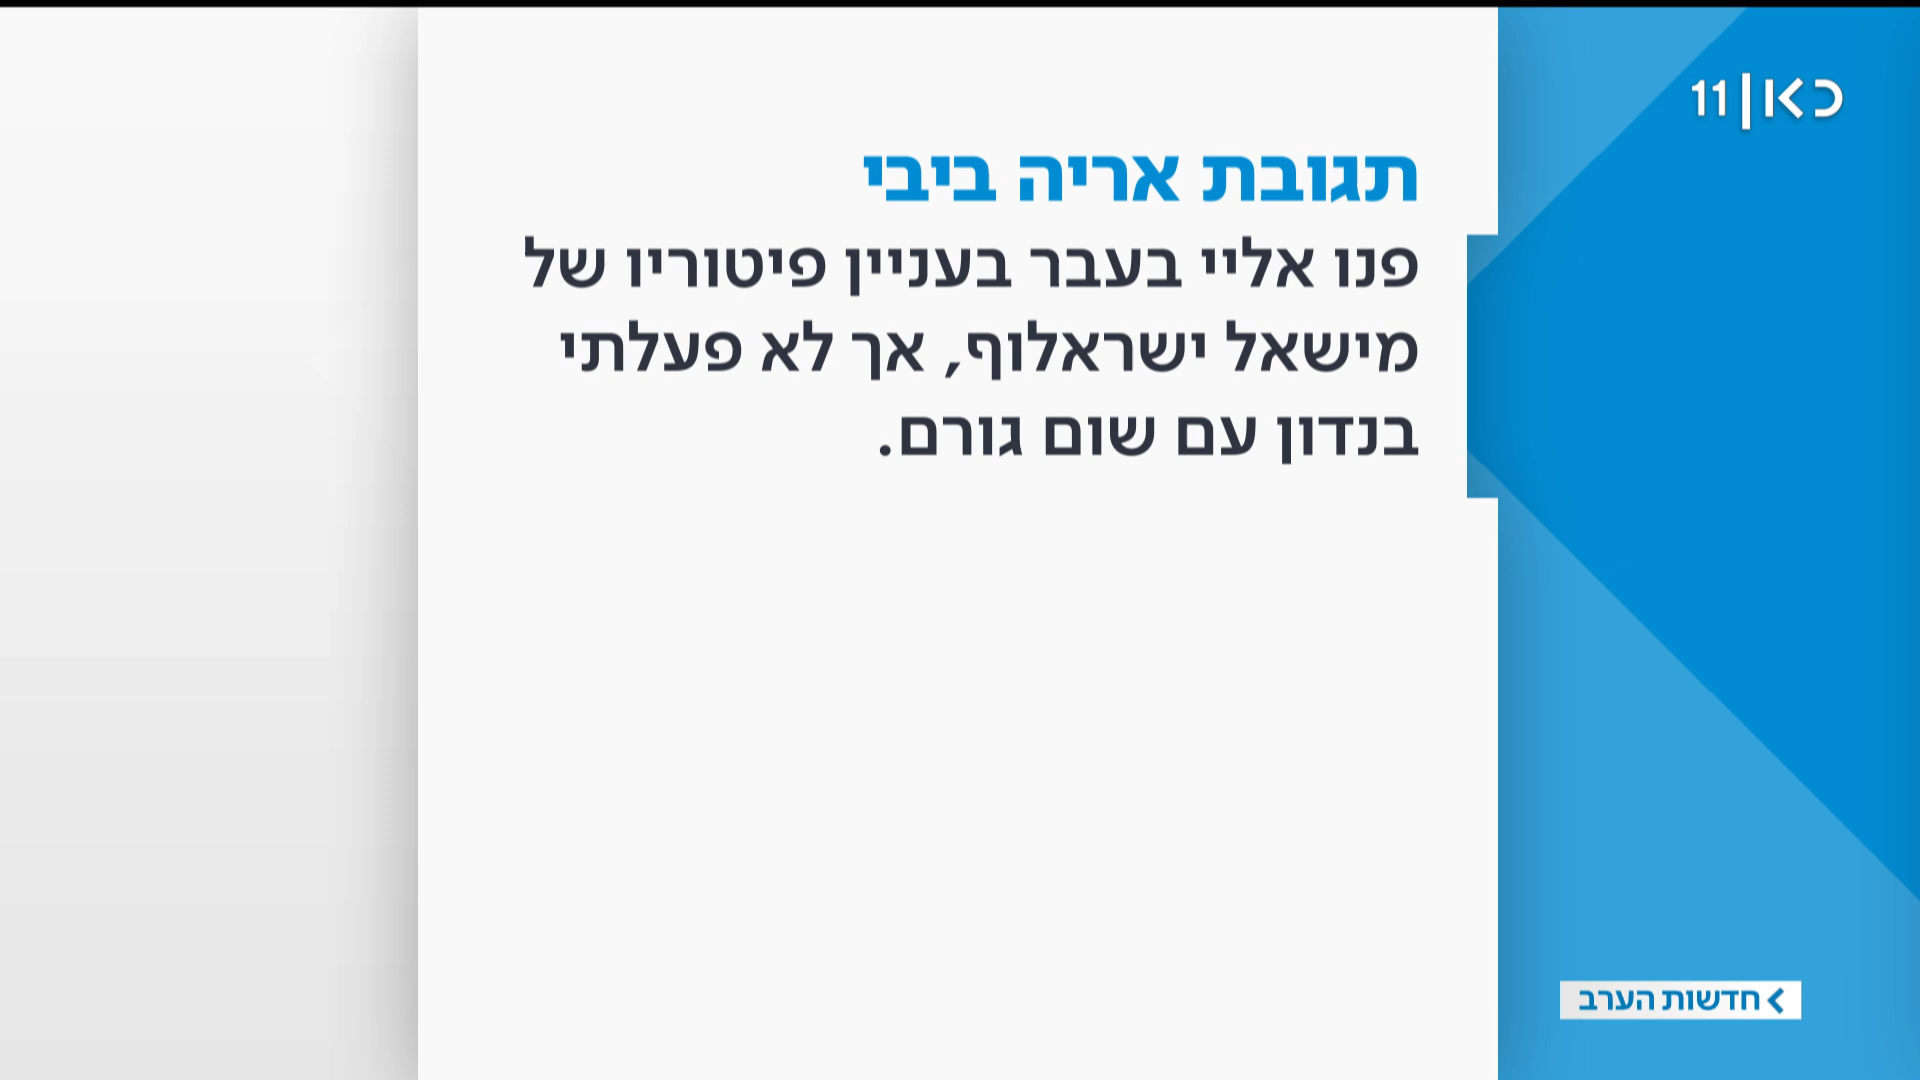 כאן 11
תגובת אריה ביבי
פנו אליי בעבר בעניין פיטוריו של
מישאל ישראלוף, אך לא פעלתי
בנדון עם שום גורם.
חדשות הערב